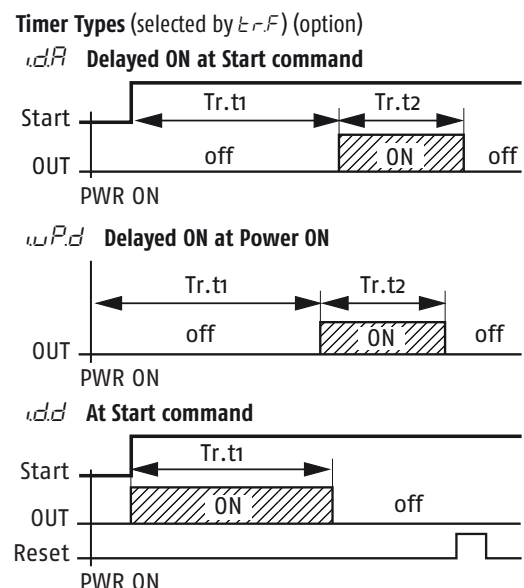 Timer Types (selected by tr.F) (option)
i.d.A Delayed ON at Start command
Start
Tr.t1 Tr.t2
OUT off ON off
PWR ON
i.uP.d Delayed ON at Power ON
Tr.t1 Tr.t2
OUT off ON off
PWR ON
i.d.d At Start command
Start
Tr.t1
OUT ON off
Reset
PWR ON